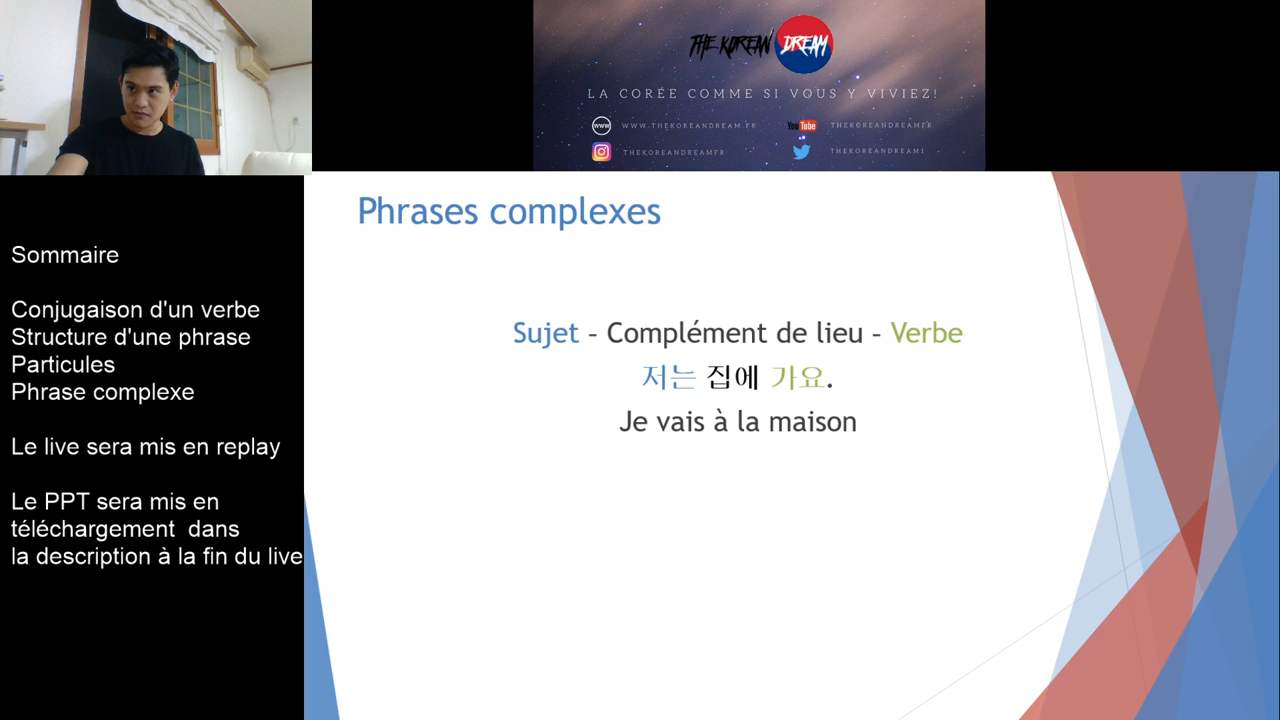 THE KOREAN DREAM
LA CORÉE COMME SI VOUS Y VIVIEZ!
www WWW.THEKOREANDREAM.FR
YouTube THEKOREANDREAMFR
THEKOREANDREAMFR
THEKOREANDREAM1
Sommaire
Conjugaison d'un verbe
Structure d'une phrase
Particules
Phrase complexe
Le live sera mis en replay
Le PPT sera mis en
téléchargement dans
la description à la fin du live
Phrases complexes
Sujet - Complément de lieu - Verbe
저는 집에 가요.
Je vais à la maison